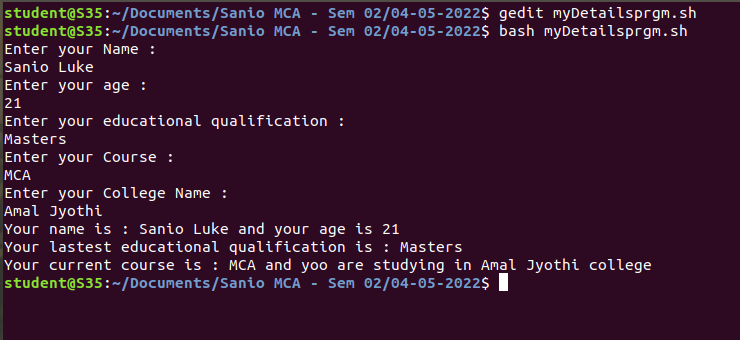 student@S35:~/Documents/Sanio MCA - Sem 02/04-05-2022$ gedit myDetailsprgm.sh
student@S35:~/Documents/Sanio MCA - Sem 02/04-05-2022$ bash myDetailsprgm.sh
Enter your Name :
Sanio Luke
Enter your age :
21
Enter your educational qualification :
Masters
Enter your Course :
MCA
Enter your College Name :
Amal Jyothi
Your name is : Sanio Luke and your age is 21
Your lastest educational qualification is : Masters
Your current course is : MCA and yoo are studying in Amal Jyothi college
student@S35:~/Documents/Sanio MCA - Sem 02/04-05-2022$